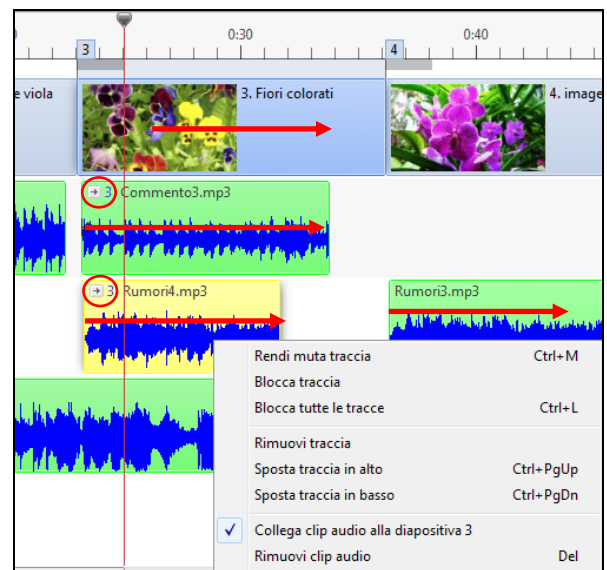 0:30 0:40
3 4
e viola 3. Fiori colorati 4. image
3 Commento3.mp3
3 Rumori4.mp3 Rumori3.mp3
Rendi muta traccia Ctrl+M
Blocca traccia
Blocca tutte le tracce Ctrl+L
Rimuovi traccia
Sposta traccia in alto Ctrl+PgUp
Sposta traccia in basso Ctrl+PgDn
Collega clip audio alla diapositiva 3
Rimuovi clip audio Del